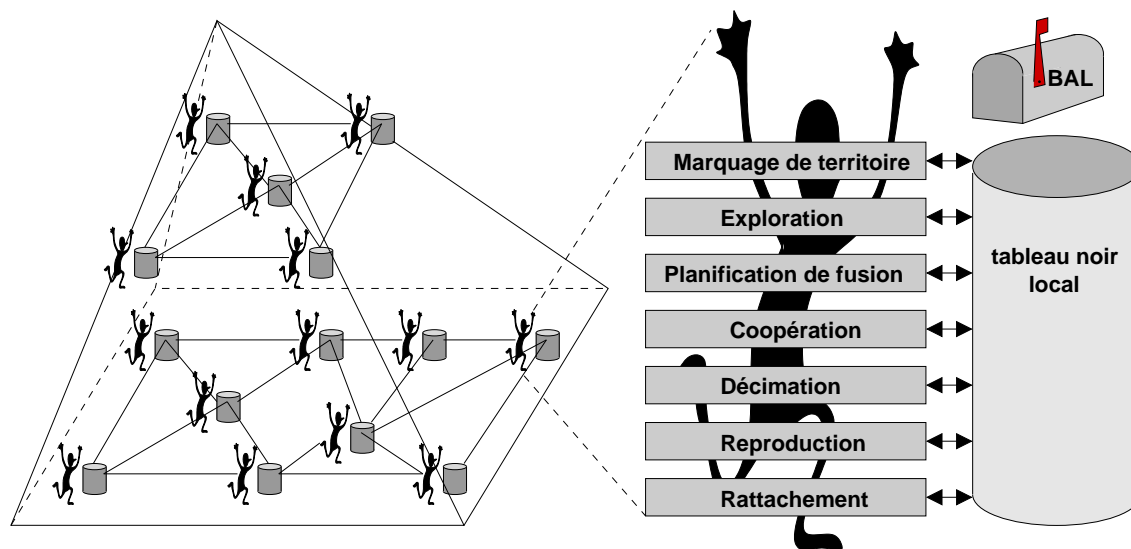 BAL
Marquage de territoire
Exploration
Planification de fusion
tableau noir
local
Coopération
Décimation
Reproduction
Rattachement